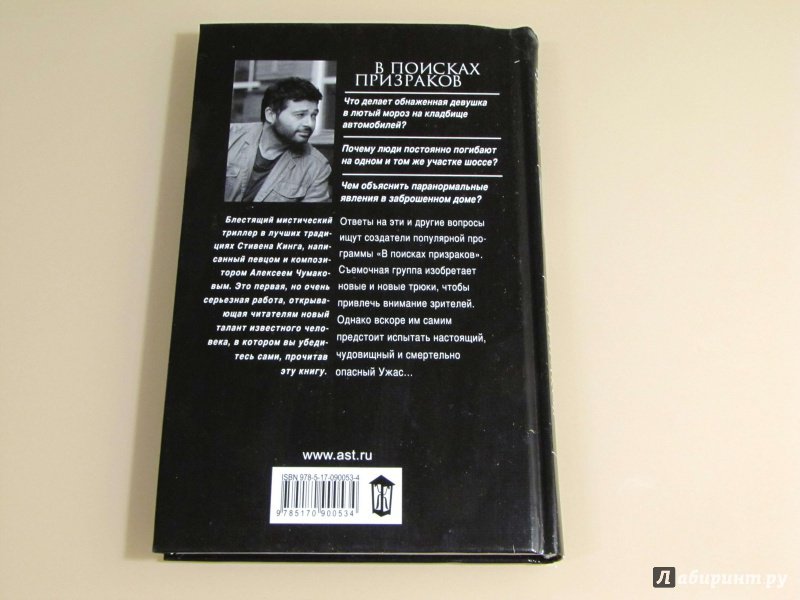 В ПОИСКАХ
ПРИЗРАКОВ
Что делает обнаженная девушка
в лютый мороз на кладбище
автомобилей?
Почему люди постоянно погибают
на одном и том же участке шоссе?
Чем объяснить паранормальные
явления в заброшенном доме?
Блестящий мистический
триллер в лучших тради-
циях Стивена Кинга, напи-
санный певцом и компози-
тором Алексеем Чумако-
вым. Это первая, но очень
серьезная работа, открыва-
ющая читателям новый
талант известного чело-
века, в котором вы убеди-
тесь сами, прочитав
эту книгу.
Ответы на эти и другие вопросы
ищут создатели популярной про-
граммы «В поисках призраков».
Съемочная группа изобретает
новые и новые трюки, чтобы
привлечь внимание зрителей.
Однако вскоре им самим
предстоит испытать настоящий,
чудовищный и смертельно
опасный Ужас...
www.ast.ru
ISBN 978-5-17-090053-4
9 785170 900534
Лабиринт.ру